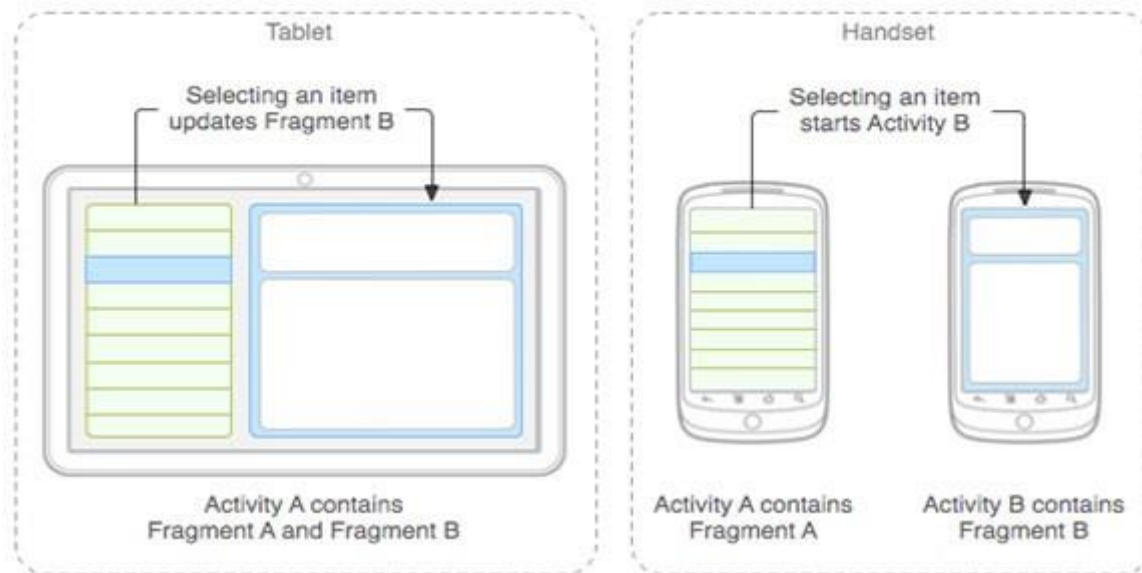 Tablet
Selecting an item
updates Fragment B
Activity A contains
Fragment A and Fragment B
Handset
Selecting an item
starts Activity B
Activity A contains
Fragment A
Activity B contains
Fragment B